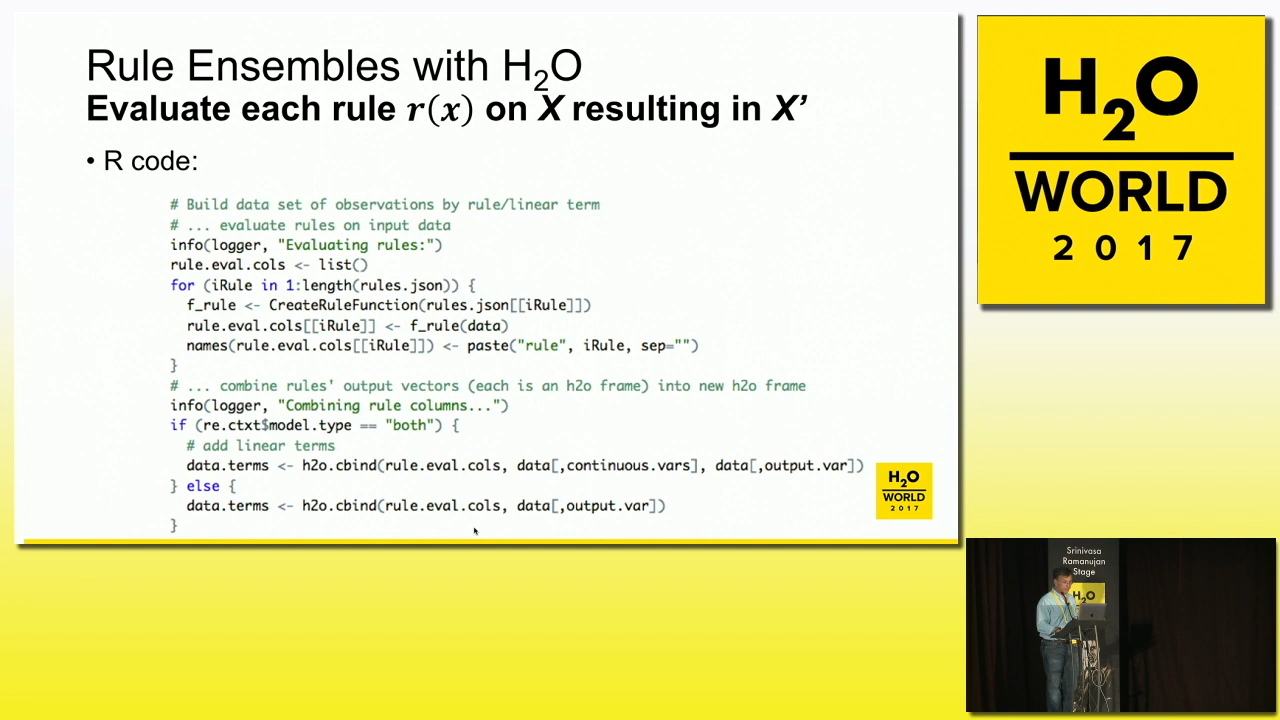 Rule Ensembles with H2O
Evaluate each rule r(x) on X resulting in X’
• R code:
# Build data set of observations by rule/linear term
# ... evaluate rules on input data
info(logger, "Evaluating rules:")
rule.eval.cols <- list()
for (iRule in 1:length(rules.json)) {
  f_rule <- CreateRuleFunction(rules.json[[iRule]])
  rule.eval.cols[[iRule]] <- f_rule(data)
  names(rule.eval.cols[[iRule]]) <- paste("rule", iRule, sep="")
}
# ... combine rules' output vectors (each is an h2o frame) into new h2o frame
info(logger, "Combining rule columns...")
if (re.ctxt$model.type == "both") {
  # add linear terms
  data.terms <- h2o.cbind(rule.eval.cols, data[,continuous.vars], data[,output.var])
} else {
  data.terms <- h2o.cbind(rule.eval.cols, data[,output.var])
}
H2O
WORLD
2017
H2O
WORLD
2017
Srinivasa
Ramanujan
Stage
H2O